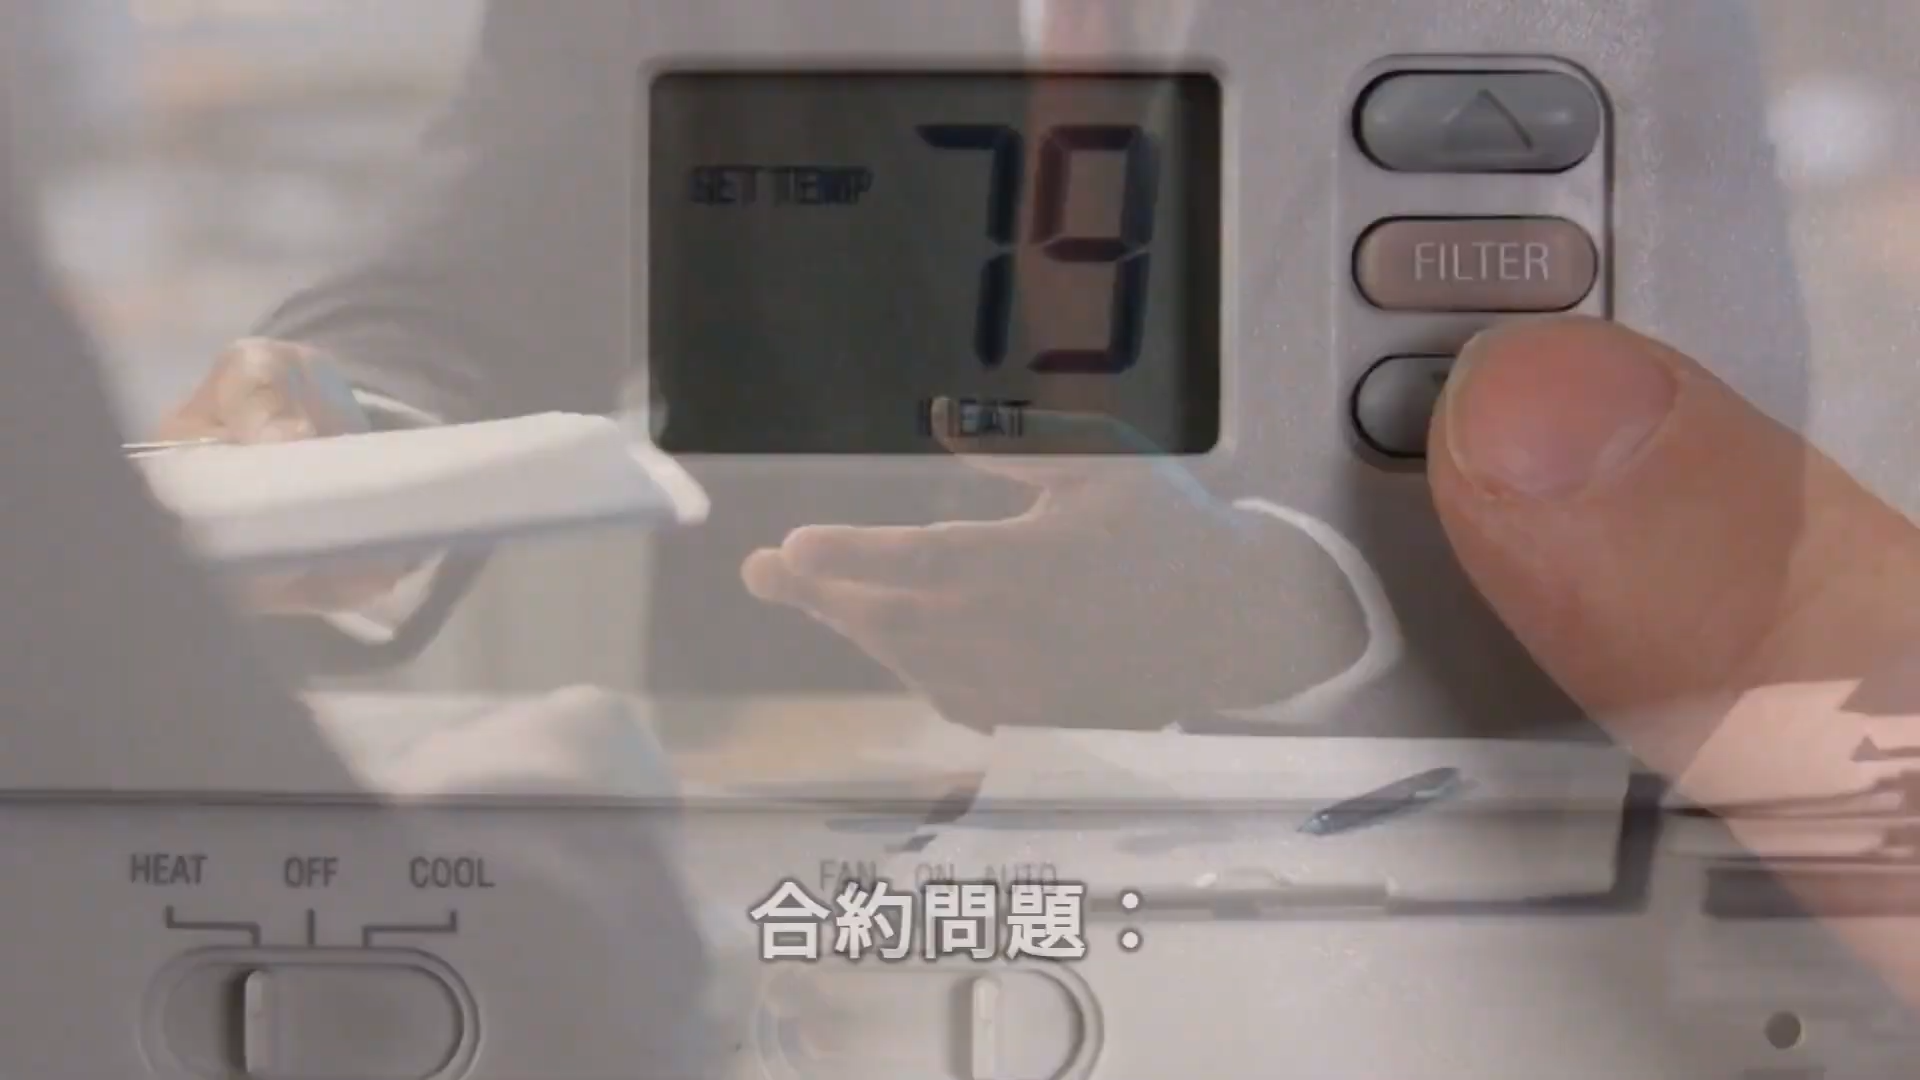 SET TEMP 79
HEAT
FILTER
HEAT OFF COOL
FAN ON AUTO
合約問題：